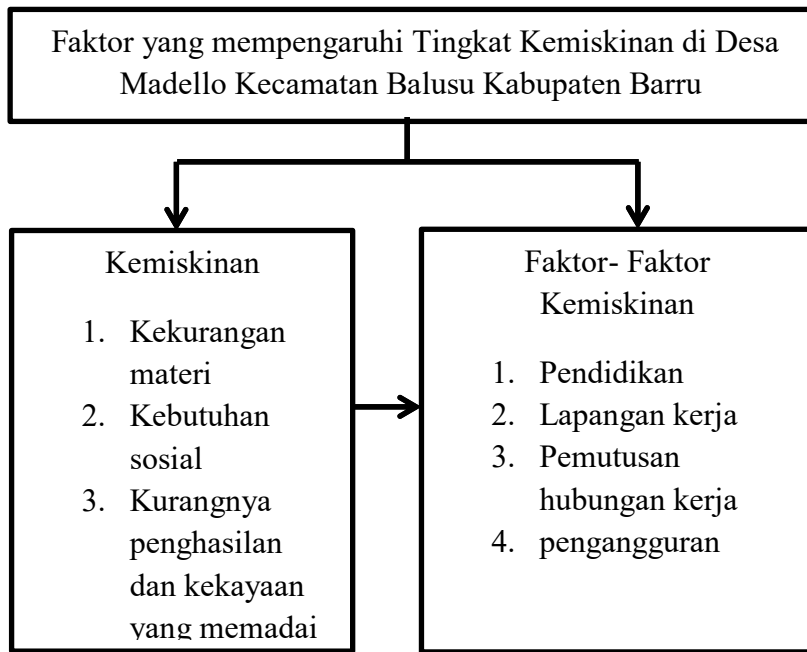 Faktor yang mempengaruhi Tingkat Kemiskinan di Desa
Madello Kecamatan Balusu Kabupaten Barru
Kemiskinan
1. Kekurangan
materi
2. Kebutuhan
sosial
3. Kurangnya
penghasilan
dan kekayaan
yang memadai
Faktor- Faktor
Kemiskinan
1. Pendidikan
2. Lapangan kerja
3. Pemutusan
hubungan kerja
4. pengangguran